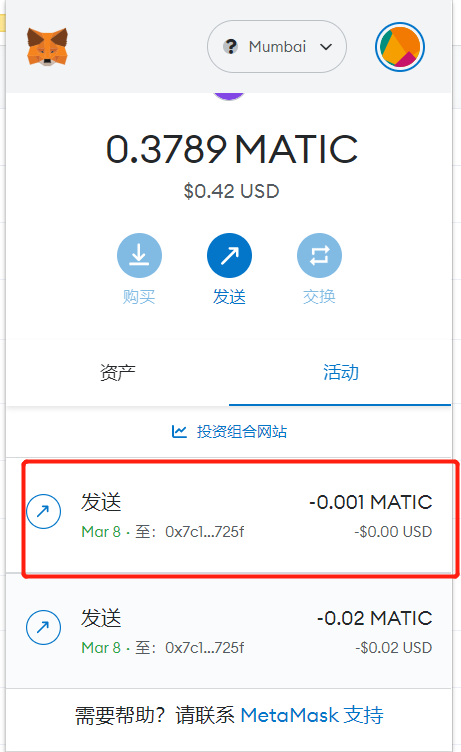 Mumbai
0.3789 MATIC
$0.42 USD
购买 发送 交换
资产 活动
投资组合网站
发送 -0.001 MATIC
Mar 8 · 至: 0x7c1...725f -$0.00 USD
发送 -0.02 MATIC
Mar 8 · 至: 0x7c1...725f -$0.02 USD
需要帮助？请联系 MetaMask 支持